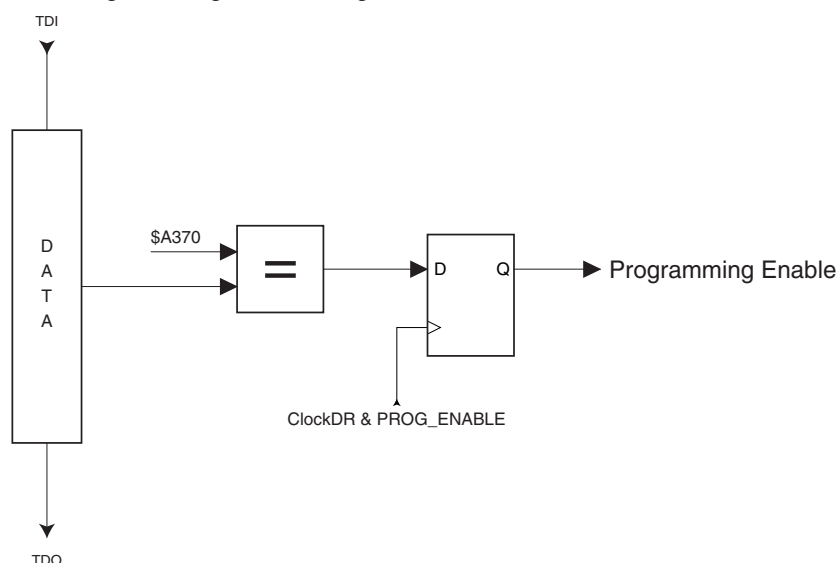 TDI
D
A
T
A
$A370
=
D
Q
Programming Enable
ClockDR & PROG_ENABLE
TDO